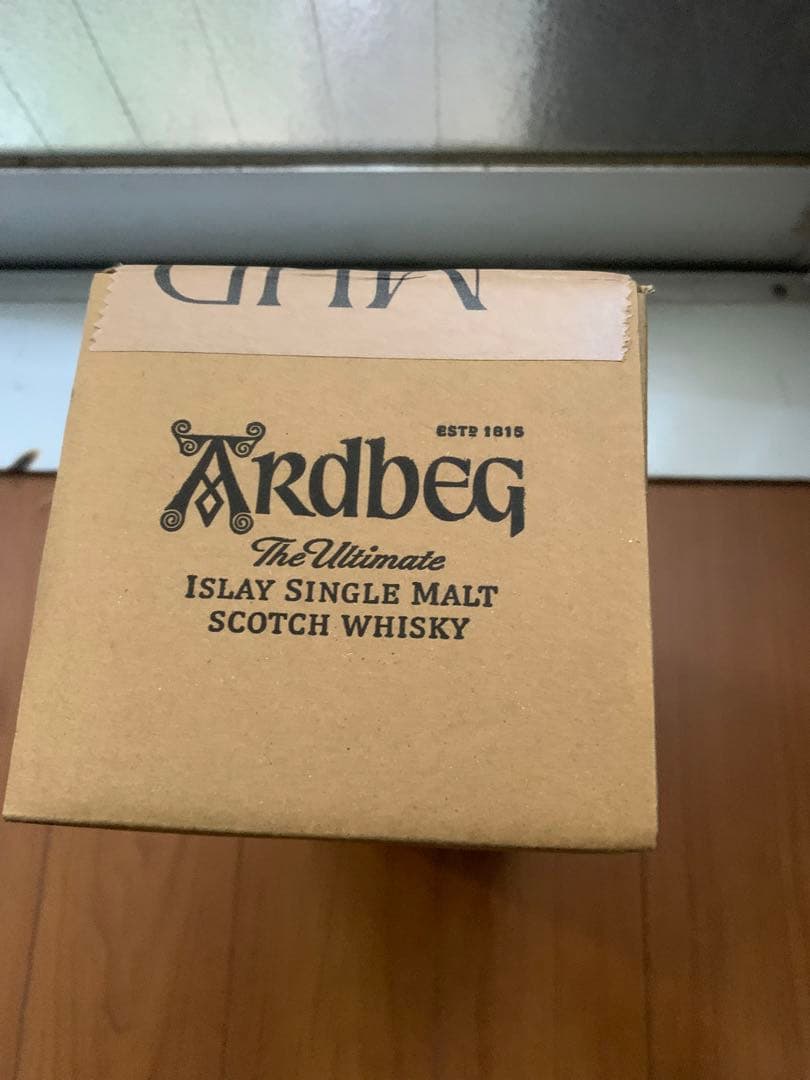 ESTD 1815
ARDBEG
The Ultimate
ISLAY SINGLE MALT
SCOTCH WHISKY